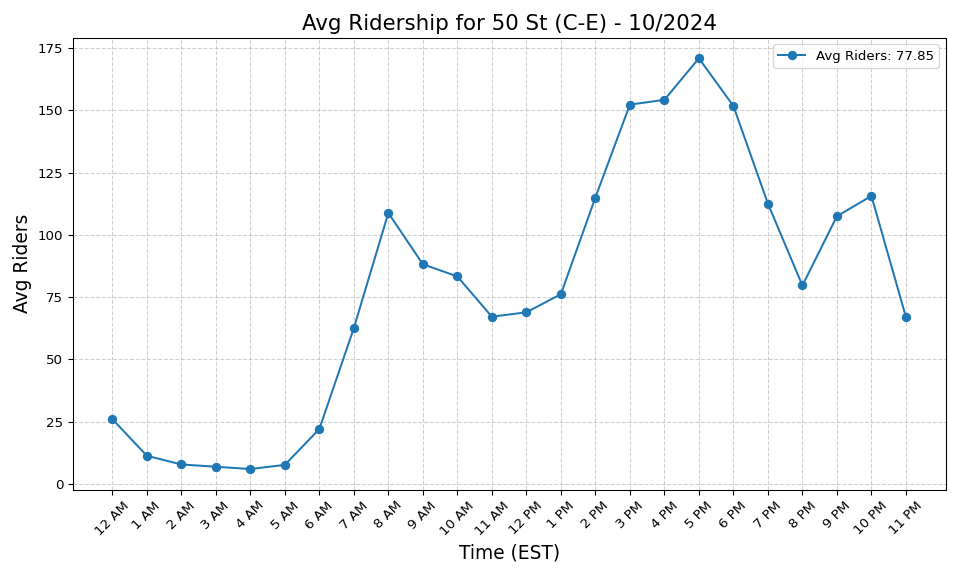 Avg Ridership for 50 St (C-E) - 10/2024
Avg Riders: 77.85
Avg Riders
175
150
125
100
75
50
25
0
12 AM
1 AM
2 AM
3 AM
4 AM
5 AM
6 AM
7 AM
8 AM
9 AM
10 AM
11 AM
12 PM
1 PM
2 PM
3 PM
4 PM
5 PM
6 PM
7 PM
8 PM
9 PM
10 PM
11 PM
Time (EST)